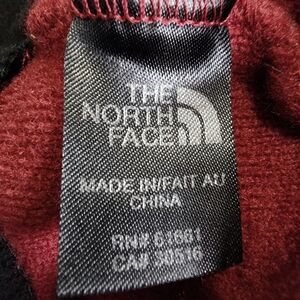 THE
NORTH
FACE
MADE IN/FAIT AU
CHINA
RN# 61661
CA# 30516